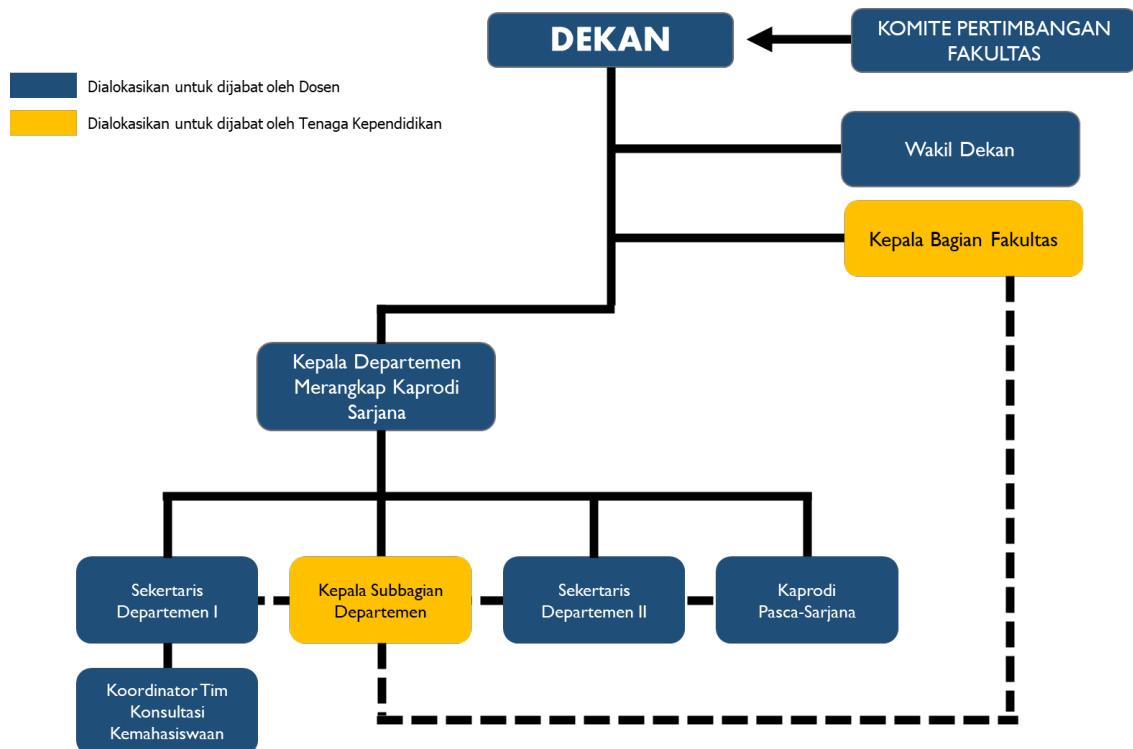 DEKAN
KOMITE PERTIMBANGAN
FAKULTAS
Dialokasikan untuk dijabat oleh Dosen
Dialokasikan untuk dijabat oleh Tenaga Kependidikan
Wakil Dekan
Kepala Bagian Fakultas
Kepala Departemen
Merangkap Kaprodi
Sarjana
Sekertaris
Departemen I
Kepala Subbagian
Departemen
Sekertaris
Departemen II
Kaprodi
Pasca-Sarjana
Koordinator Tim
Konsultasi
Kemahasiswaan